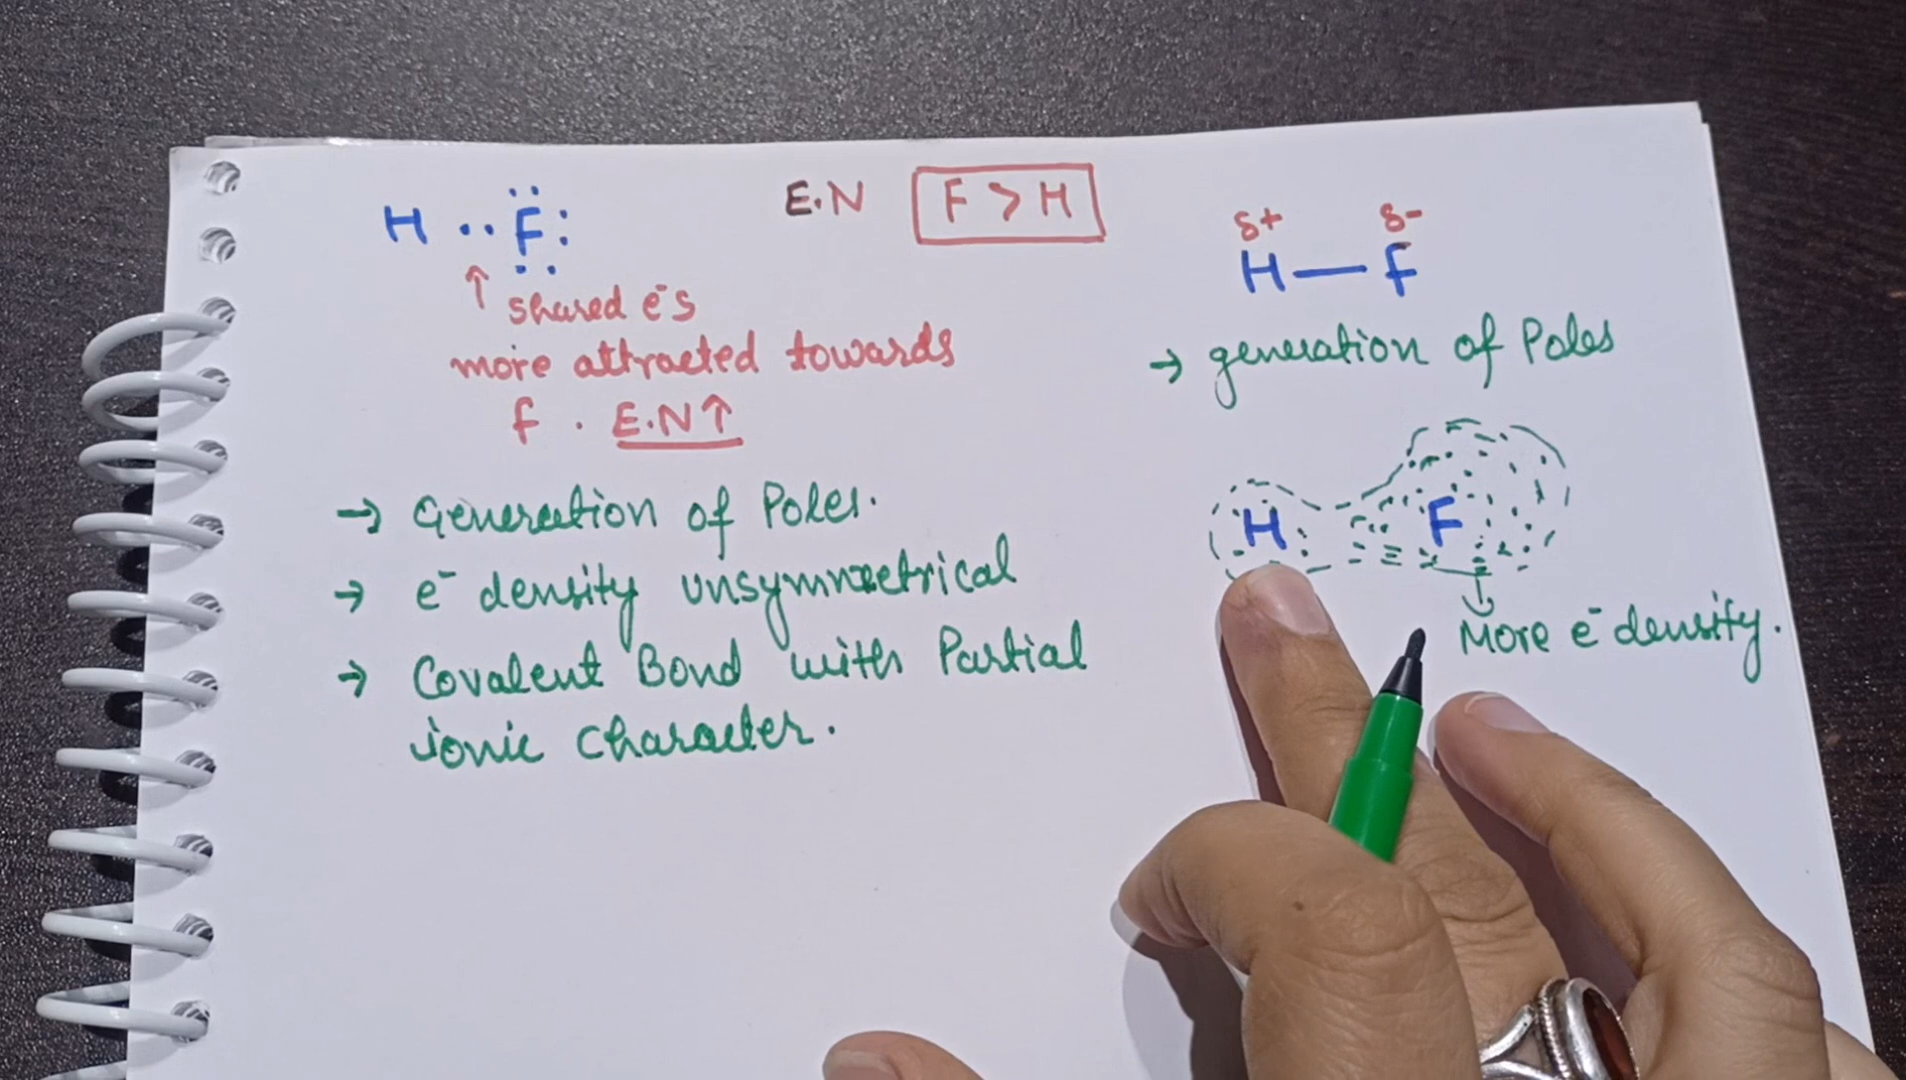 H : F :
E.N F > H
↑ shared e⁻s
more attracted towards
F . E.N↑
→ Generation of Poles.
→ e⁻ density unsymmetrical
→ Covalent Bond with Partial
ionic character.
δ+ δ-
H — F
→ generation of Poles
H F
More e⁻ density.